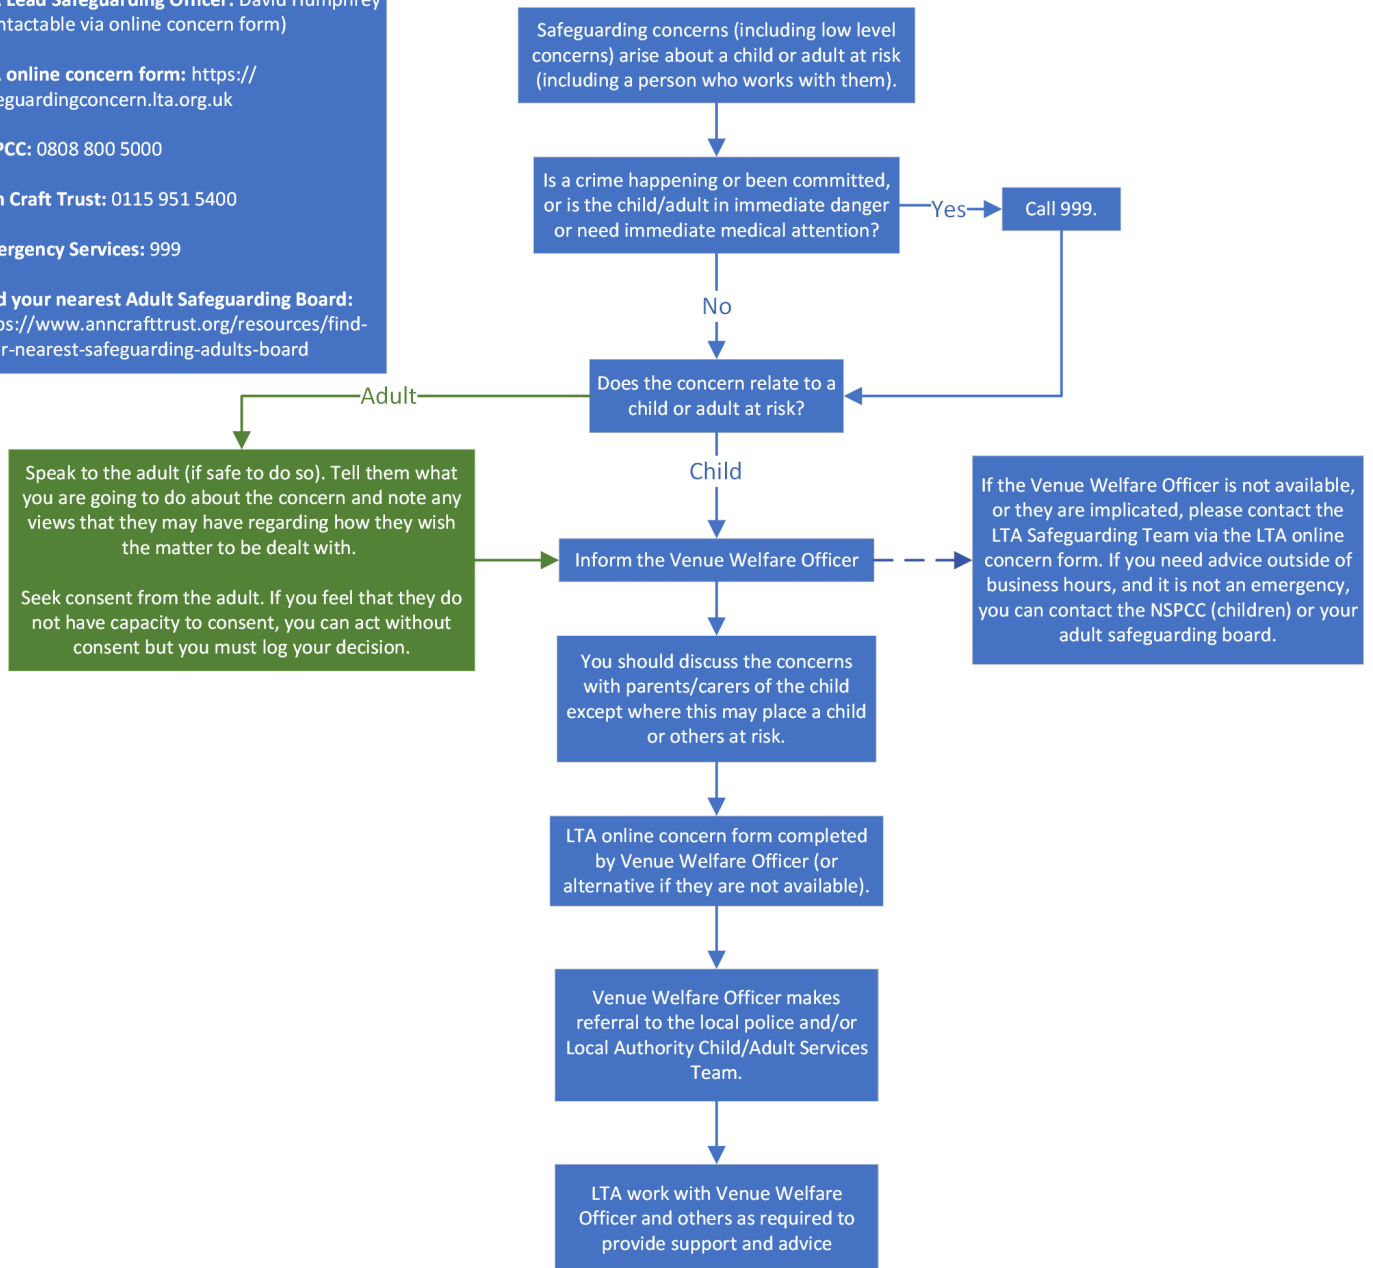 Lead Safeguarding Officer: David Humphrey
ntactable via online concern form)
online concern form: https://
eguardingconcern.lta.org.uk
PCC: 0808 800 5000
n Craft Trust: 0115 951 5400
ergency Services: 999
d your nearest Adult Safeguarding Board:
ps://www.anncrafttrust.org/resources/find-
r-nearest-safeguarding-adults-board
Safeguarding concerns (including low level
concerns) arise about a child or adult at risk
(including a person who works with them).
Is a crime happening or been committed,
or is the child/adult in immediate danger
or need immediate medical attention?
Yes
Call 999.
No
Does the concern relate to a
child or adult at risk?
Adult
Child
Speak to the adult (if safe to do so). Tell them what
you are going to do about the concern and note any
views that they may have regarding how they wish
the matter to be dealt with.
Seek consent from the adult. If you feel that they do
not have capacity to consent, you can act without
consent but you must log your decision.
Inform the Venue Welfare Officer
If the Venue Welfare Officer is not available,
or they are implicated, please contact the
LTA Safeguarding Team via the LTA online
concern form. If you need advice outside of
business hours, and it is not an emergency,
you can contact the NSPCC (children) or your
adult safeguarding board.
You should discuss the concerns
with parents/carers of the child
except where this may place a child
or others at risk.
LTA online concern form completed
by Venue Welfare Officer (or
alternative if they are not available).
Venue Welfare Officer makes
referral to the local police and/or
Local Authority Child/Adult Services
Team.
LTA work with Venue Welfare
Officer and others as required to
provide support and advice